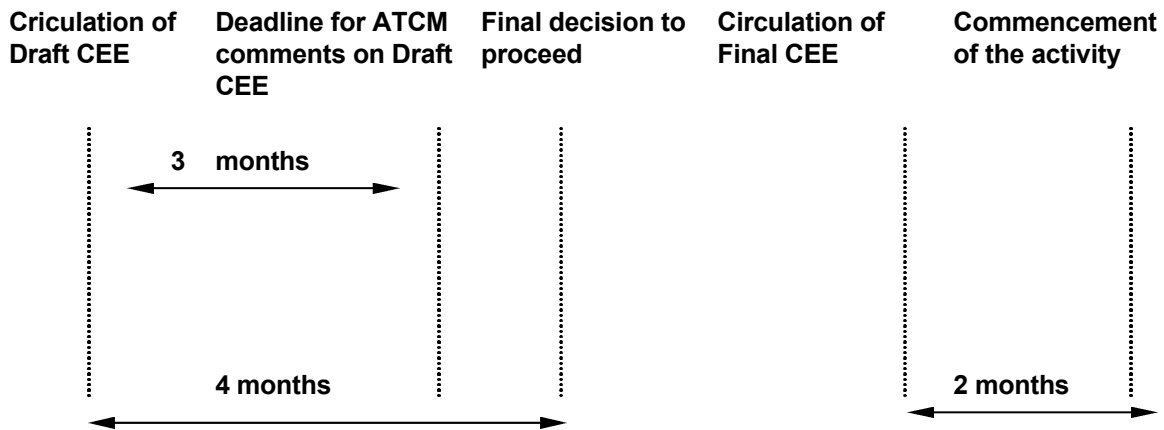 Criculation of
Draft CEE
Deadline for ATCM
comments on Draft
CEE
Final decision to
proceed
Circulation of
Final CEE
Commencement
of the activity
3 months
4 months
2 months